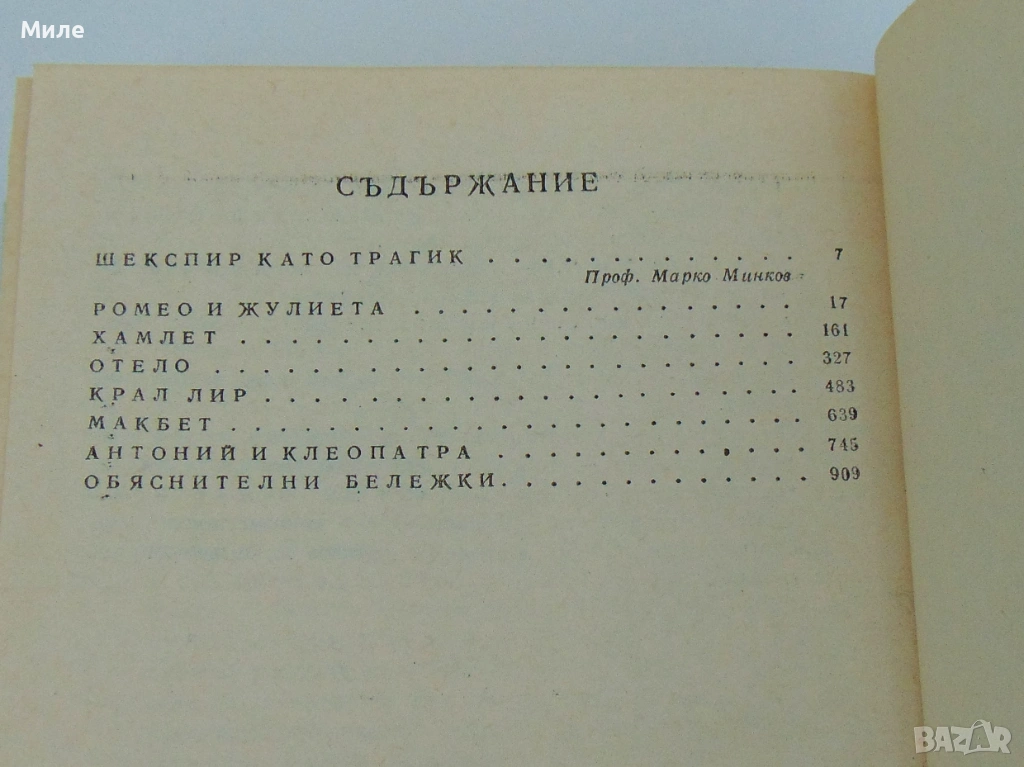 Миле
СЪДЪРЖАНИЕ
ШЕКСПИР КАТО ТРАГИК . . . . . . . . . . . . 7
Проф. Марко Минков
РОМЕО И ЖУЛИЕТА . . . . . . . . . . . . . . . 17
ХАМЛЕТ . . . . . . . . . . . . . . . . . . . . . . 161
ОТЕЛО . . . . . . . . . . . . . . . . . . . . . . . 327
КРАЛ ЛИР . . . . . . . . . . . . . . . . . . . . . 483
МАКБЕТ . . . . . . . . . . . . . . . . . . . . . . 639
АНТОНИЙ И КЛЕОПАТРА . . . . . . . . . . . . 745
ОБЯСНИТЕЛНИ БЕЛЕЖКИ. . . . . . . . . . . . 909
BAZAR